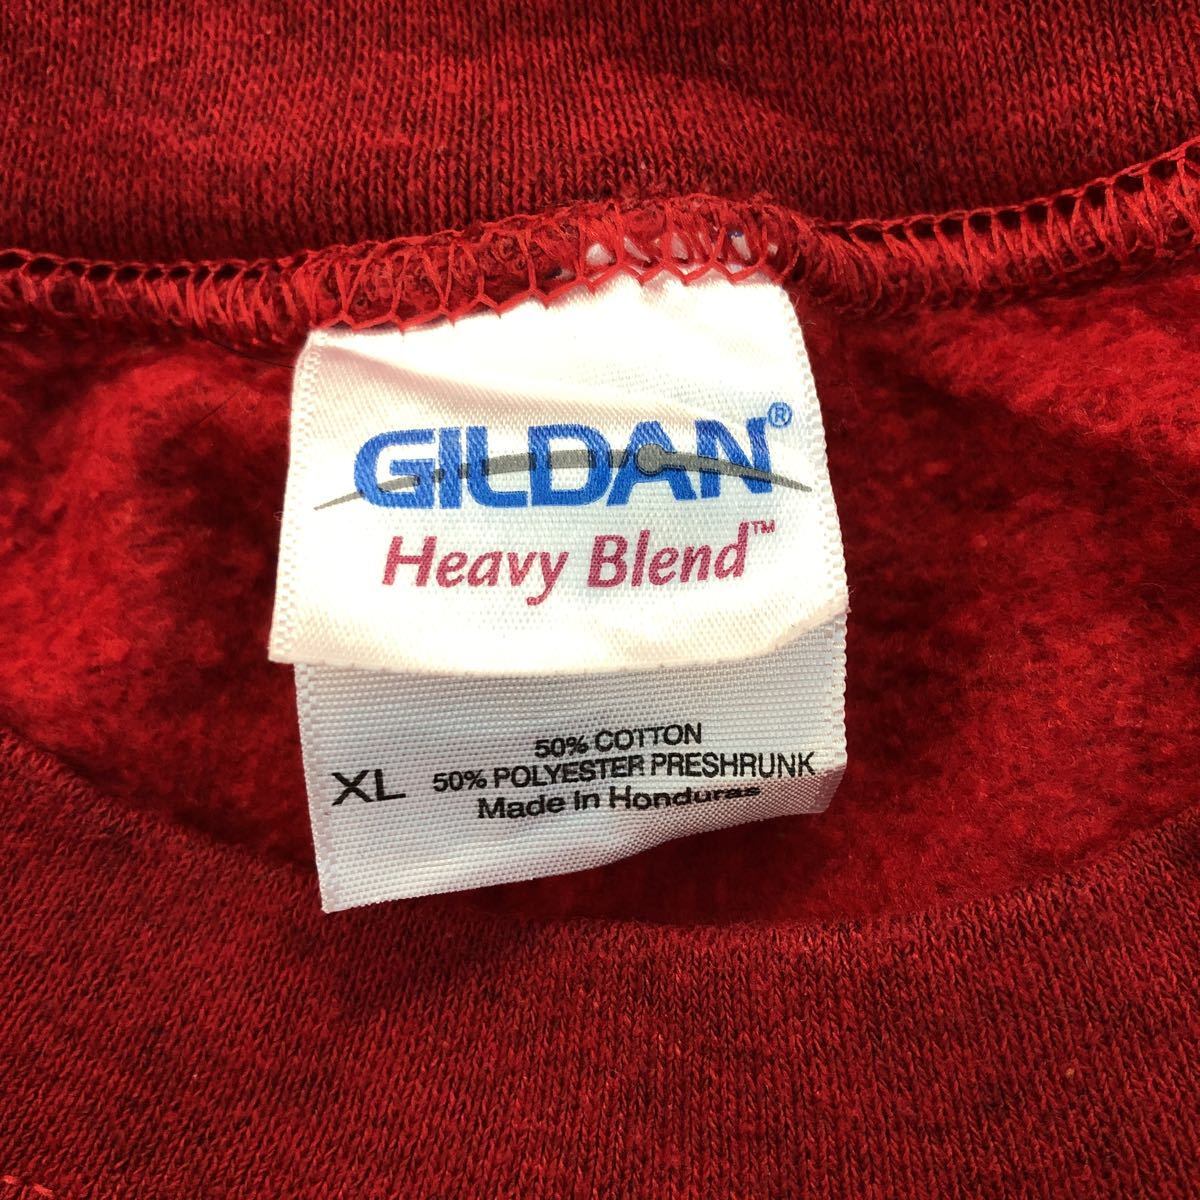 GILDAN®
Heavy Blend™
50% COTTON
XL 50% POLYESTER PRESHRUNK
Made in Honduras